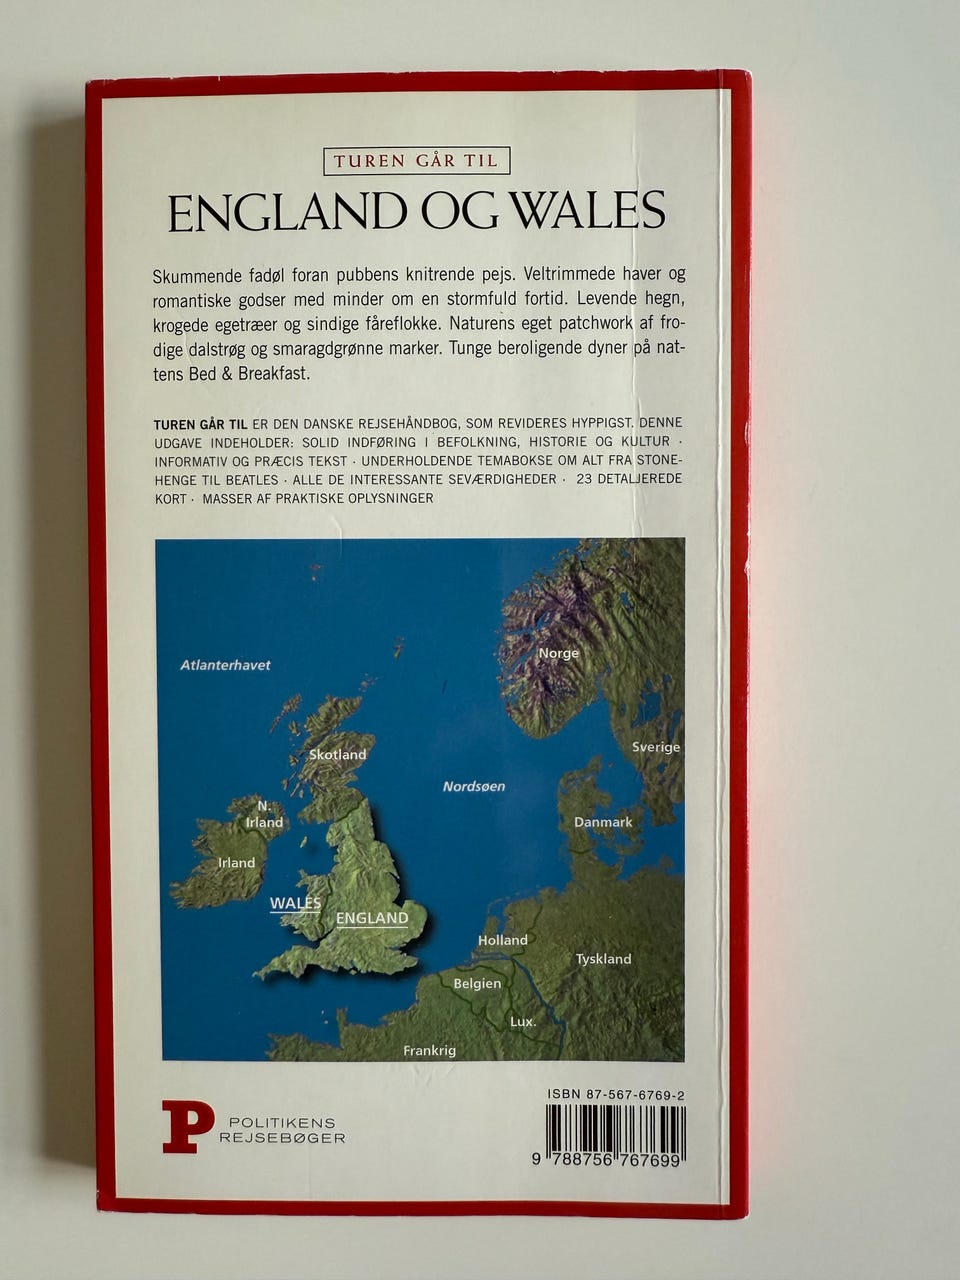 TUREN GÅR TIL
ENGLAND OG WALES
Skummende fadøl foran pubbens knitrende pejs. Veltrimmede haver og
romantiske godser med minder om en stormfuld fortid. Levende hegn,
krogede egetræer og sindige fåreflokke. Naturens eget patchwork af fro-
dige dalstrøg og smaragdgrønne marker. Tunge beroligende dyner på nat-
tens Bed & Breakfast.
TUREN GÅR TIL ER DEN DANSKE REJSEHÅNDBOG, SOM REVIDERES HYPPIGST. DENNE
UDGAVE INDEHOLDER: SOLID INDFØRING I BEFOLKNING, HISTORIE OG KULTUR ·
INFORMATIV OG PRÆCIS TEKST · UNDERHOLDENDE TEMABOKSE OM ALT FRA STONE-
HENGE TIL BEATLES · ALLE DE INTERESSANTE SEVÆRDIGHEDER · 23 DETALJEREDE
KORT · MASSER AF PRAKTISKE OPLYSNINGER
Norge
Atlanterhavet
Sverige
Skotland
Nordsøen
N.
Irland
Danmark
Irland
WALES
ENGLAND
Holland
Tyskland
Belgien
Lux.
Frankrig
ISBN 87-567-6769-2
P
POLITIKENS
REJSEBØGER
9 788756 767699